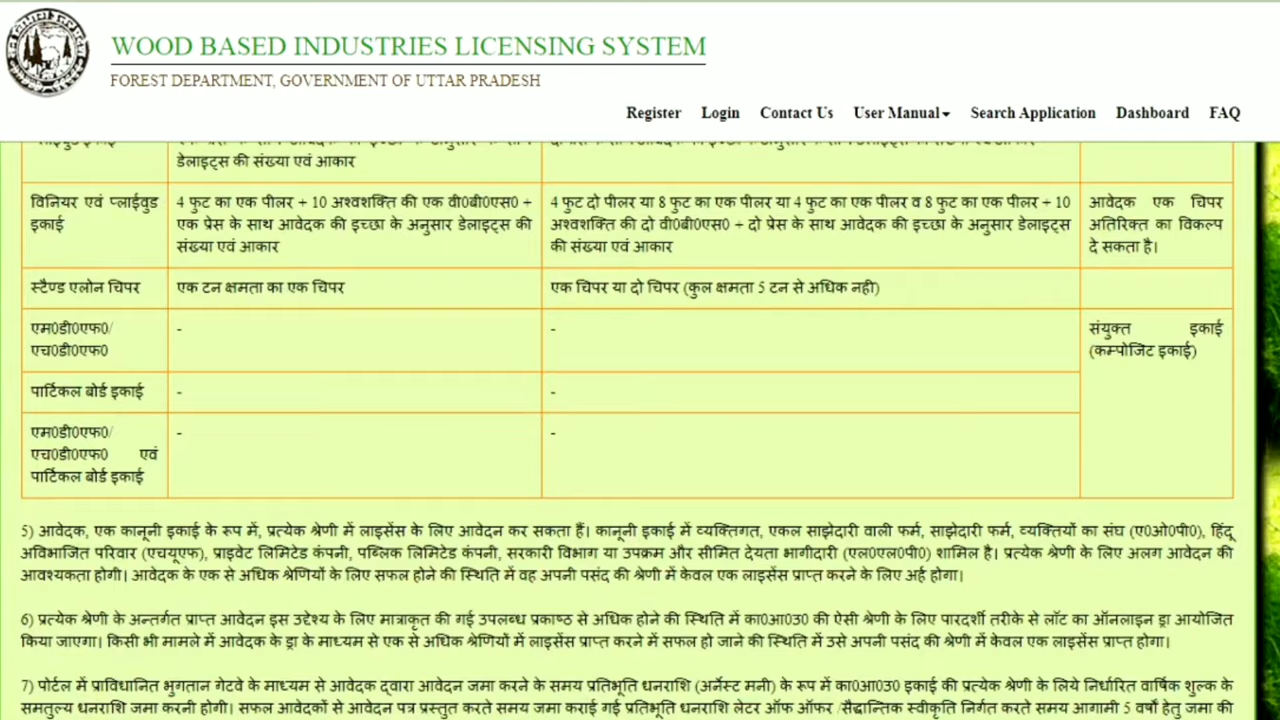 WOOD BASED INDUSTRIES LICENSING SYSTEM
FOREST DEPARTMENT, GOVERNMENT OF UTTAR PRADESH
Register Login Contact Us User Manual Search Application Dashboard FAQ
डेलाइट्स की संख्या एवं आकार
विनियर एवं प्लाईवुड
इकाई
4 फुट का एक पीलर + 10 अश्वशक्ति की एक वी0बी0एस0 +
एक प्रेस के साथ आवेदक की इच्छा के अनुसार डेलाइट्स की
संख्या एवं आकार
4 फुट दो पीलर या 8 फुट का एक पीलर या 4 फुट का एक पीलर व 8 फुट का एक पीलर + 10
अश्वशक्ति की दो वी0बी0एस0 + दो प्रेस के साथ आवेदक की इच्छा के अनुसार डेलाइट्स
की संख्या एवं आकार
आवेदक एक चिपर
अतिरिक्त का विकल्प
दे सकता है।
स्टैण्ड एलोन चिपर
एक टन क्षमता का एक चिपर
एक चिपर या दो चिपर (कुल क्षमता 5 टन से अधिक नही)
एम0डी0एफ0/
एच0डी0एफ0
-
-
संयुक्त इकाई
(कम्पोजिट इकाई)
पार्टिकल बोर्ड इकाई
-
-
एम0डी0एफ0/
एच0डी0एफ0 एवं
पार्टिकल बोर्ड इकाई
-
-
5) आवेदक, एक कानूनी इकाई के रूप में, प्रत्येक श्रेणी में लाइसेंस के लिए आवेदन कर सकता हैं। कानूनी इकाई में व्यक्तिगत, एकल साझेदारी वाली फर्म, साझेदारी फर्म, व्यक्तियों का संघ (ए0ओ0पी0), हिंदू
अविभाजित परिवार (एचयूएफ), प्राइवेट लिमिटेड कंपनी, पब्लिक लिमिटेड कंपनी, सरकारी विभाग या उपक्रम और सीमित देयता भागीदारी (एल0एल0पी0) शामिल है। प्रत्येक श्रेणी के लिए अलग आवेदन की
आवश्यकता होगी। आवेदक के एक से अधिक श्रेणियों के लिए सफल होने की स्थिति में वह अपनी पसंद की श्रेणी में केवल एक लाइसेंस प्राप्त करने के लिए अर्ह होगा।
6) प्रत्येक श्रेणी के अन्तर्गत प्राप्त आवेदन इस उद्देश्य के लिए मात्राकृत की गई उपलब्ध प्रकाष्ठ से अधिक होने की स्थिति में का0आ0उ0 की ऐसी श्रेणी के लिए पारदर्शी तरीके से लॉट का ऑनलाइन ड्रा आयोजित
किया जाएगा। किसी भी मामले में आवेदक के ड्रा के माध्यम से एक से अधिक श्रेणियों में लाइसेंस प्राप्त करने में सफल हो जाने की स्थिति में उसे अपनी पसंद की श्रेणी में केवल एक लाइसेंस प्राप्त होगा।
7) पोर्टल में प्राविधानित भुगतान गेटवे के माध्यम से आवेदक द्वारा आवेदन जमा करने के समय प्रतिभूति धनराशि (अर्नेस्ट मनी) के रूप में का0आ0उ0 इकाई की प्रत्येक श्रेणी के लिये निर्धारित वार्षिक शुल्क के
समतुल्य धनराशि जमा करनी होगी। सफल आवेदकों से आवेदन पत्र प्रस्तुत करते समय जमा कराई गई प्रतिभूति धनराशि लेटर ऑफ ऑफर /सैद्धान्तिक स्वीकृति निर्गत करते समय आगामी 5 वर्षो हेतु जमा की